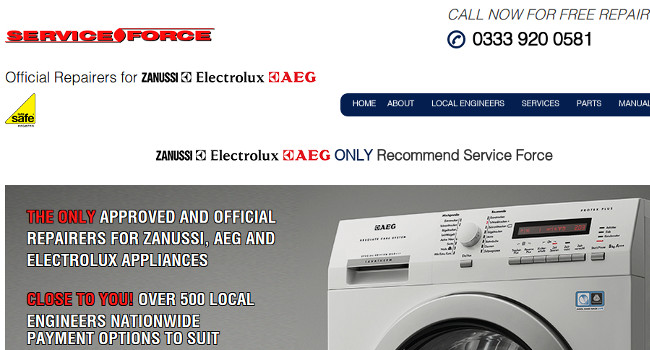 CALL NOW FOR FREE REPAIR
SERVICE FORCE
0333 920 0581
Official Repairers for ZANUSSI Electrolux AEG
safe
HOME ABOUT LOCAL ENGINEERS SERVICES PARTS MANUAL
ZANUSSI Electrolux AEG ONLY Recommend Service Force
THE ONLY APPROVED AND OFFICIAL
REPAIRERS FOR ZANUSSI, AEG AND
ELECTROLUX APPLIANCES
CLOSE TO YOU! OVER 500 LOCAL
ENGINEERS NATIONWIDE
PAYMENT OPTIONS TO SUIT
AEG